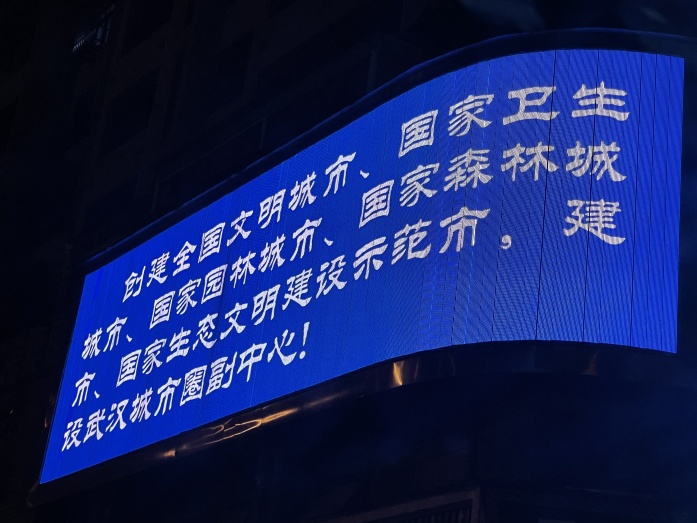 创建全国文明城市、国家卫生
城市、国家园林城市、国家森林城
市、国家生态文明建设示范市，建
设武汉城市圈副中心！